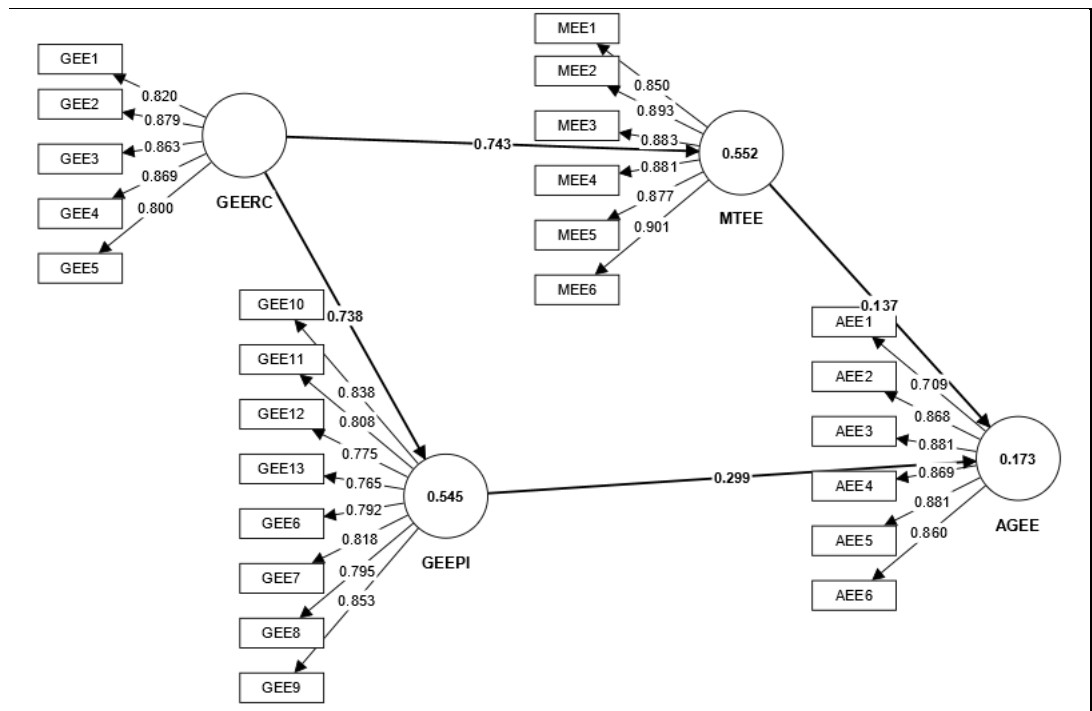 GEE1
GEE2
GEE3
GEE4
GEE5
0.820
0.879
0.863
0.869
0.800
GEERC
0.743
0.738
MEE1
MEE2
MEE3
MEE4
MEE5
MEE6
0.850
0.893
0.883
0.881
0.877
0.901
0.552
MTEE
0.137
GEE10
GEE11
GEE12
GEE13
GEE6
GEE7
GEE8
GEE9
0.838
0.808
0.775
0.765
0.792
0.818
0.795
0.853
0.545
GEEPI
0.299
AEE1
AEE2
AEE3
AEE4
AEE5
AEE6
0.709
0.868
0.881
0.869
0.881
0.860
0.173
AGEE